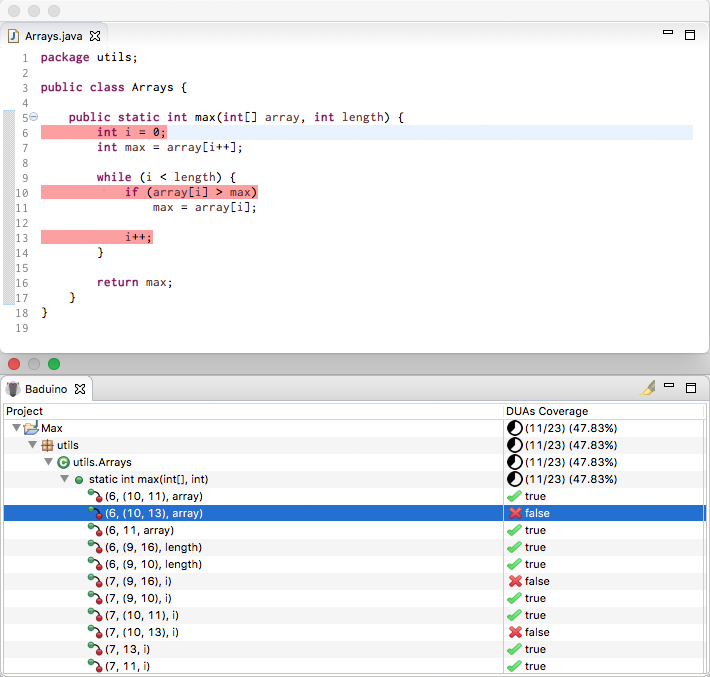 Arrays.java
1 package utils;
2
3 public class Arrays {
4
5 public static int max(int[] array, int length) {
6 int i = 0;
7 int max = array[i++];
8
9 while (i < length) {
10 if (array[i] > max)
11 max = array[i];
12
13 i++;
14 }
15
16 return max;
17 }
18 }
19
Baduino
Project DUAs Coverage
Max (11/23) (47.83%)
utils (11/23) (47.83%)
utils.Arrays (11/23) (47.83%)
static int max(int[], int) (11/23) (47.83%)
(6, (10, 11), array) true
(6, (10, 13), array) false
(6, 11, array) true
(6, (9, 16), length) true
(6, (9, 10), length) true
(7, (9, 16), i) false
(7, (9, 10), i) true
(7, (10, 11), i) true
(7, (10, 13), i) false
(7, 13, i) true
(7, 11, i) true